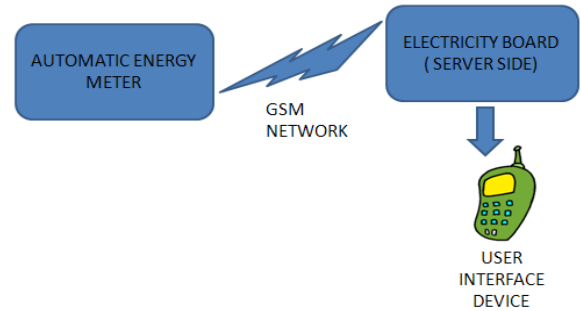 AUTOMATIC ENERGY
METER
GSM
NETWORK
ELECTRICITY BOARD
( SERVER SIDE)
USER
INTERFACE
DEVICE